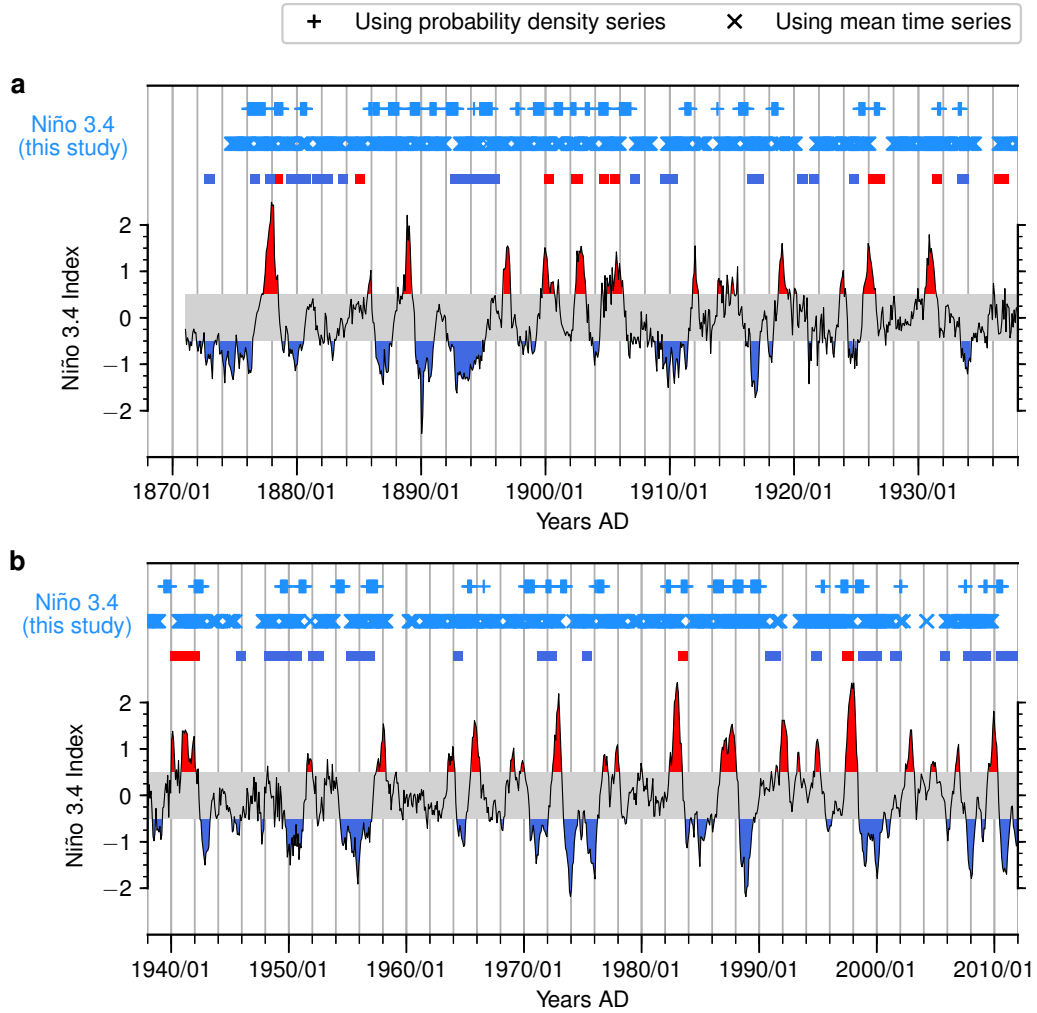 Using probability density series
Using mean time series
a
Niño 3.4
(this study)
2
1
0
−1
−2
Niño 3.4 Index
1870/01 1880/01 1890/01 1900/01 1910/01 1920/01 1930/01
Years AD
b
Niño 3.4
(this study)
2
1
0
−1
−2
Niño 3.4 Index
1940/01 1950/01 1960/01 1970/01 1980/01 1990/01 2000/01 2010/01
Years AD